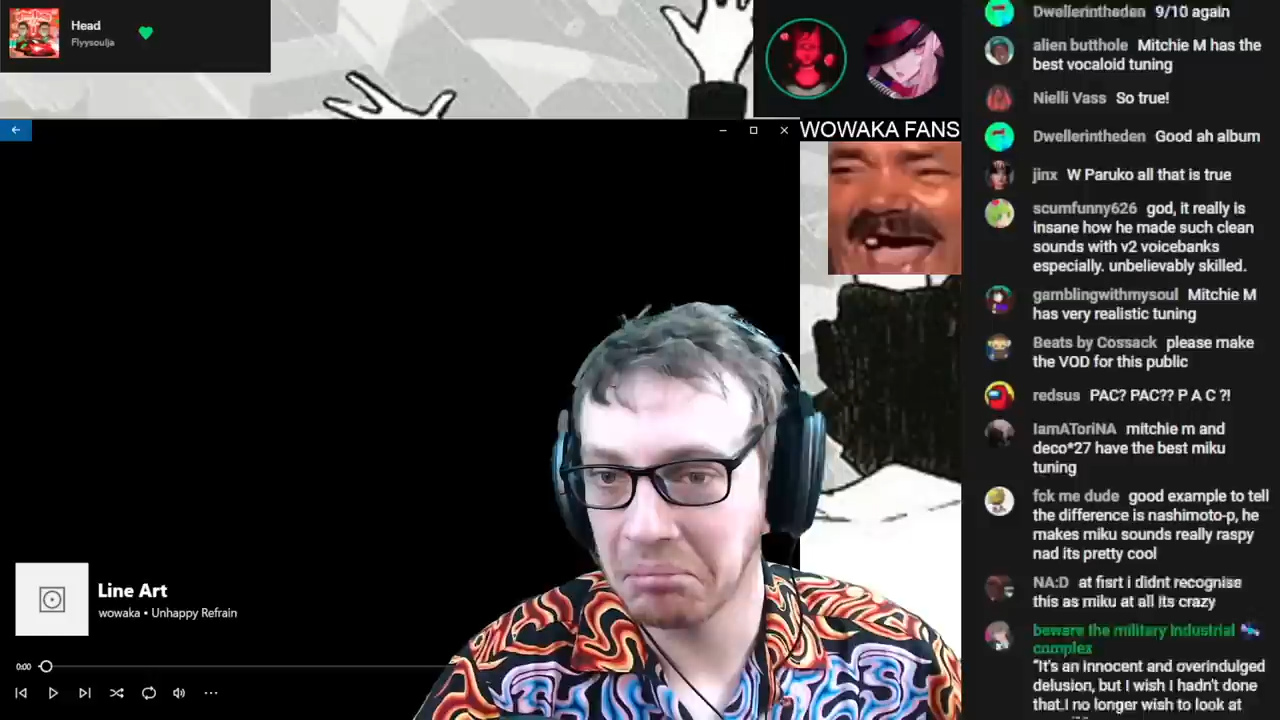 Head
Flyysoulja
WOWAKA FANS
Line Art
wowaka • Unhappy Refrain
0:00
Dwellerintheden 9/10 again
alien butthole Mitchie M has the
best vocaloid tuning
Nielli Vass So true!
Dwellerintheden Good ah album
jinx W Paruko all that is true
scumfunny626 god, it really is
insane how he made such clean
sounds with v2 voicebanks
especially. unbelievably skilled.
gamblingwithmysoul Mitchie M
has very realistic tuning
Beats by Cossack please make
the VOD for this public
redsus PAC? PAC?? P A C ?!
IamAToriNA mitchie m and
deco*27 have the best miku
tuning
fck me dude good example to tell
the difference is nashimoto-p, he
makes miku sounds really raspy
nad its pretty cool
NA:D at fisrt i didnt recognise
this as miku at all its crazy
beware the military industrial
complex
“It's an innocent and overindulged
delusion, but I wish I hadn't done
that.I no longer wish to look at